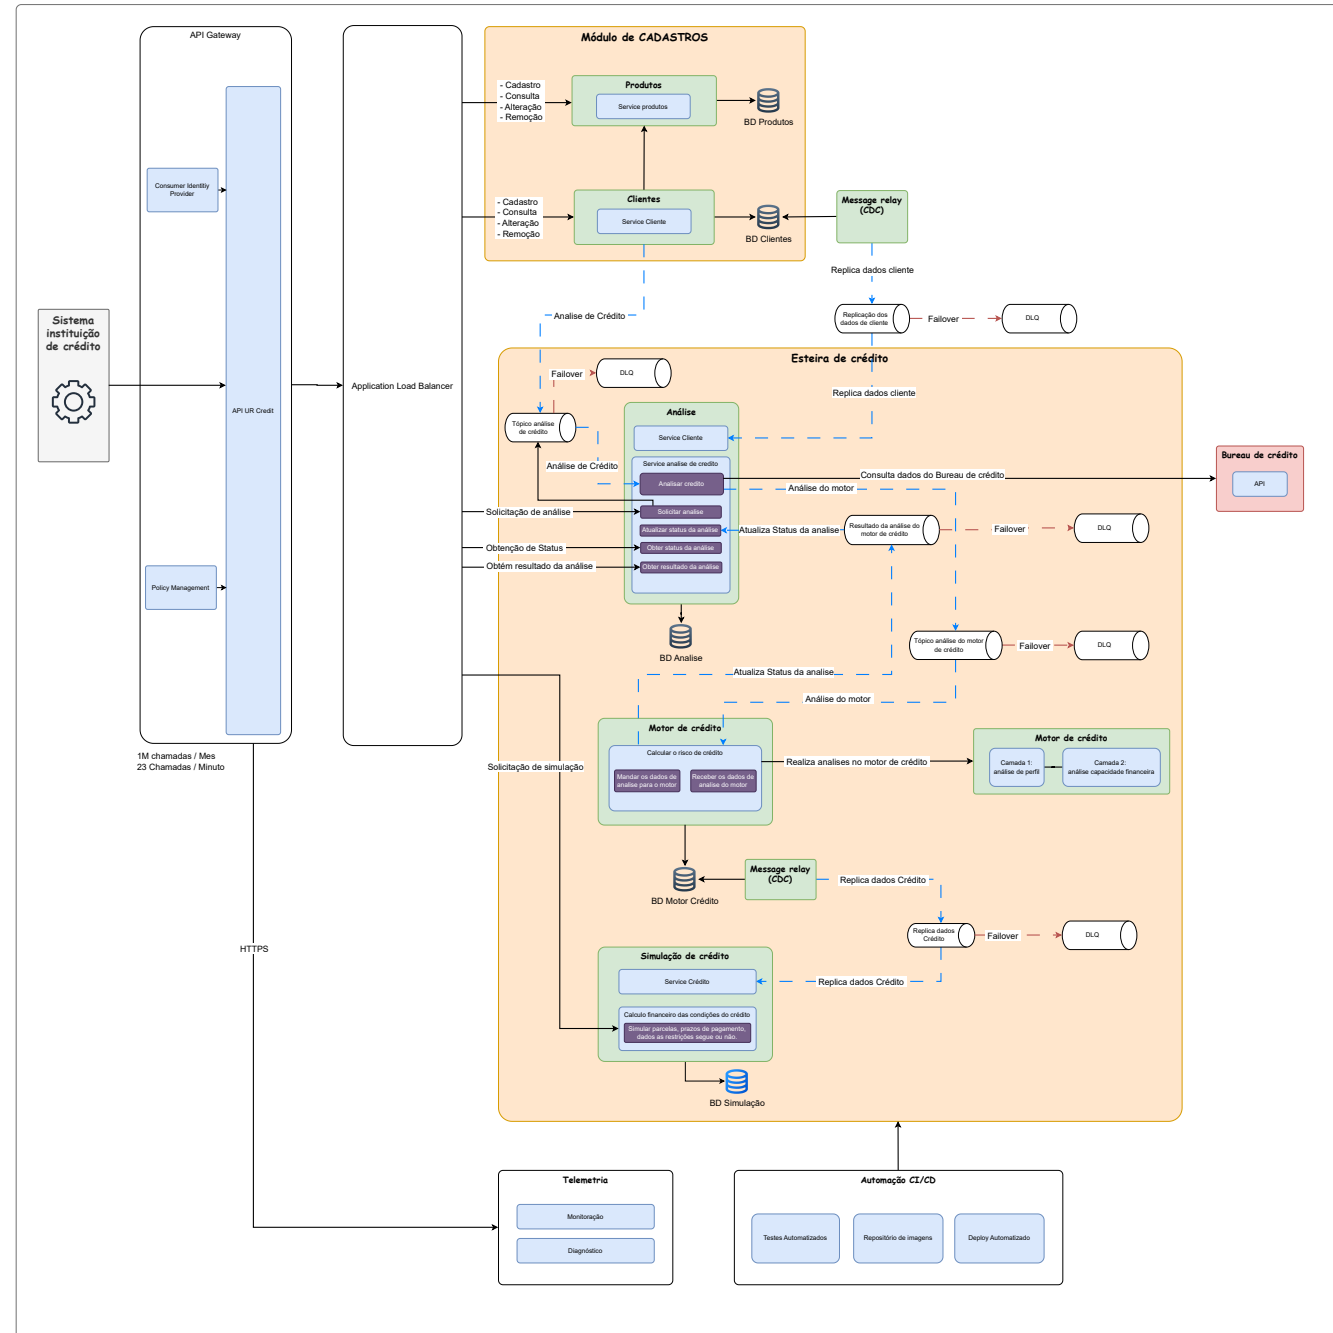 API Gateway
Módulo de CADASTROS
Produtos
Service produtos
- Cadastro
- Consulta
- Alteração
- Remoção
BD Produtos
Consumer Identitiy
Provider
Clientes
Service Cliente
- Cadastro
- Consulta
- Alteração
- Remoção
BD Clientes
Message relay
(CDC)
Replica dados cliente
Sistema
instituição
de crédito
Analise de Crédito
Replicação dos
dados de cliente
Failover
DLQ
Esteira de crédito
Application Load Balancer
API UR Credit
Failover
DLQ
Replica dados cliente
Análise
Tópico análise
de crédito
Service Cliente
Análise de Crédito
Service analise de credito
Analisar credito
Consulta dados do Bureau de crédito
Análise do motor
Bureau de crédito
API
Solicitação de análise
Solicitar analise
Atualizar status da análise
Atualiza Status da analise
Resultado da análise do
motor de crédito
Failover
DLQ
Obtenção de Status
Obter status da análise
Obtém resultado da análise
Obter resultado da análise
Policy Management
BD Analise
Tópico análise do motor
de crédito
Failover
DLQ
Atualiza Status da analise
Análise do motor
1M chamadas / Mes
23 Chamadas / Minuto
Solicitação de simulação
Motor de crédito
Calcular o risco de crédito
Mandar os dados de
analise para o motor
Receber os dados de
analise do motor
Realiza analises no motor de crédito
Motor de crédito
Camada 1:
análise de perfil
Camada 2:
análise capacidade financeira
BD Motor Crédito
Message relay
(CDC)
Replica dados Crédito
Replica dados
Crédito
Failover
DLQ
HTTPS
Simulação de crédito
Service Crédito
Replica dados Crédito
Calculo financeiro das condições do crédito
Simular parcelas, prazos de pagamento,
dados as restrições segue ou não.
BD Simulação
Telemetria
Monitoração
Diagnóstico
Automação CI/CD
Testes Automatizados
Repositório de imagens
Deploy Automatizado